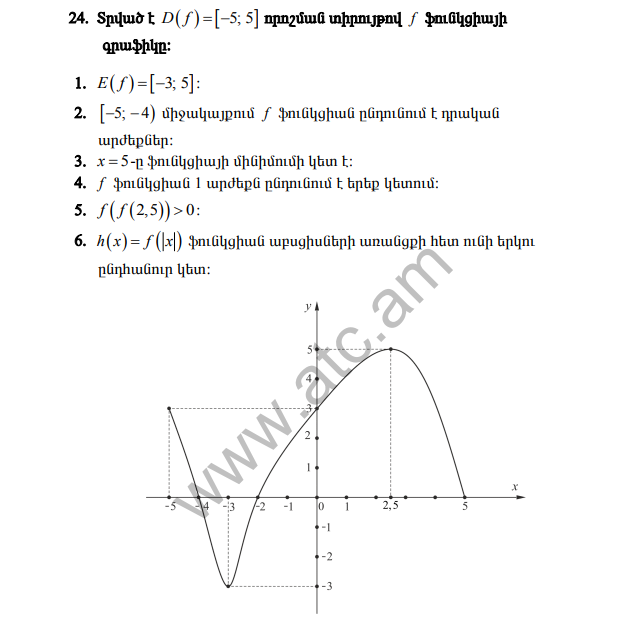 24. Տրված է D(f)=[–5; 5] որոշման տիրույթով f ֆունկցիայի
գրաֆիկը:
1. E(f)=[–3; 5]:
2. [–5; –4) միջակայքում f ֆունկցիան ընդունում է դրական
արժեքներ:
3. x = 5-ը ֆունկցիայի մինիմումի կետ է:
4. f ֆունկցիան 1 արժեքն ընդունում է երեք կետում:
5. f(f(2,5)) > 0:
6. h(x) = f(|x|) ֆունկցիան աբսցիսների առանցքի հետ ունի երկու
ընդհանուր կետ:
y
5
4
3
2
1
x
-5 -4 -3 -2 -1 0 1 2,5 5
-1
-2
-3
www.atc.am